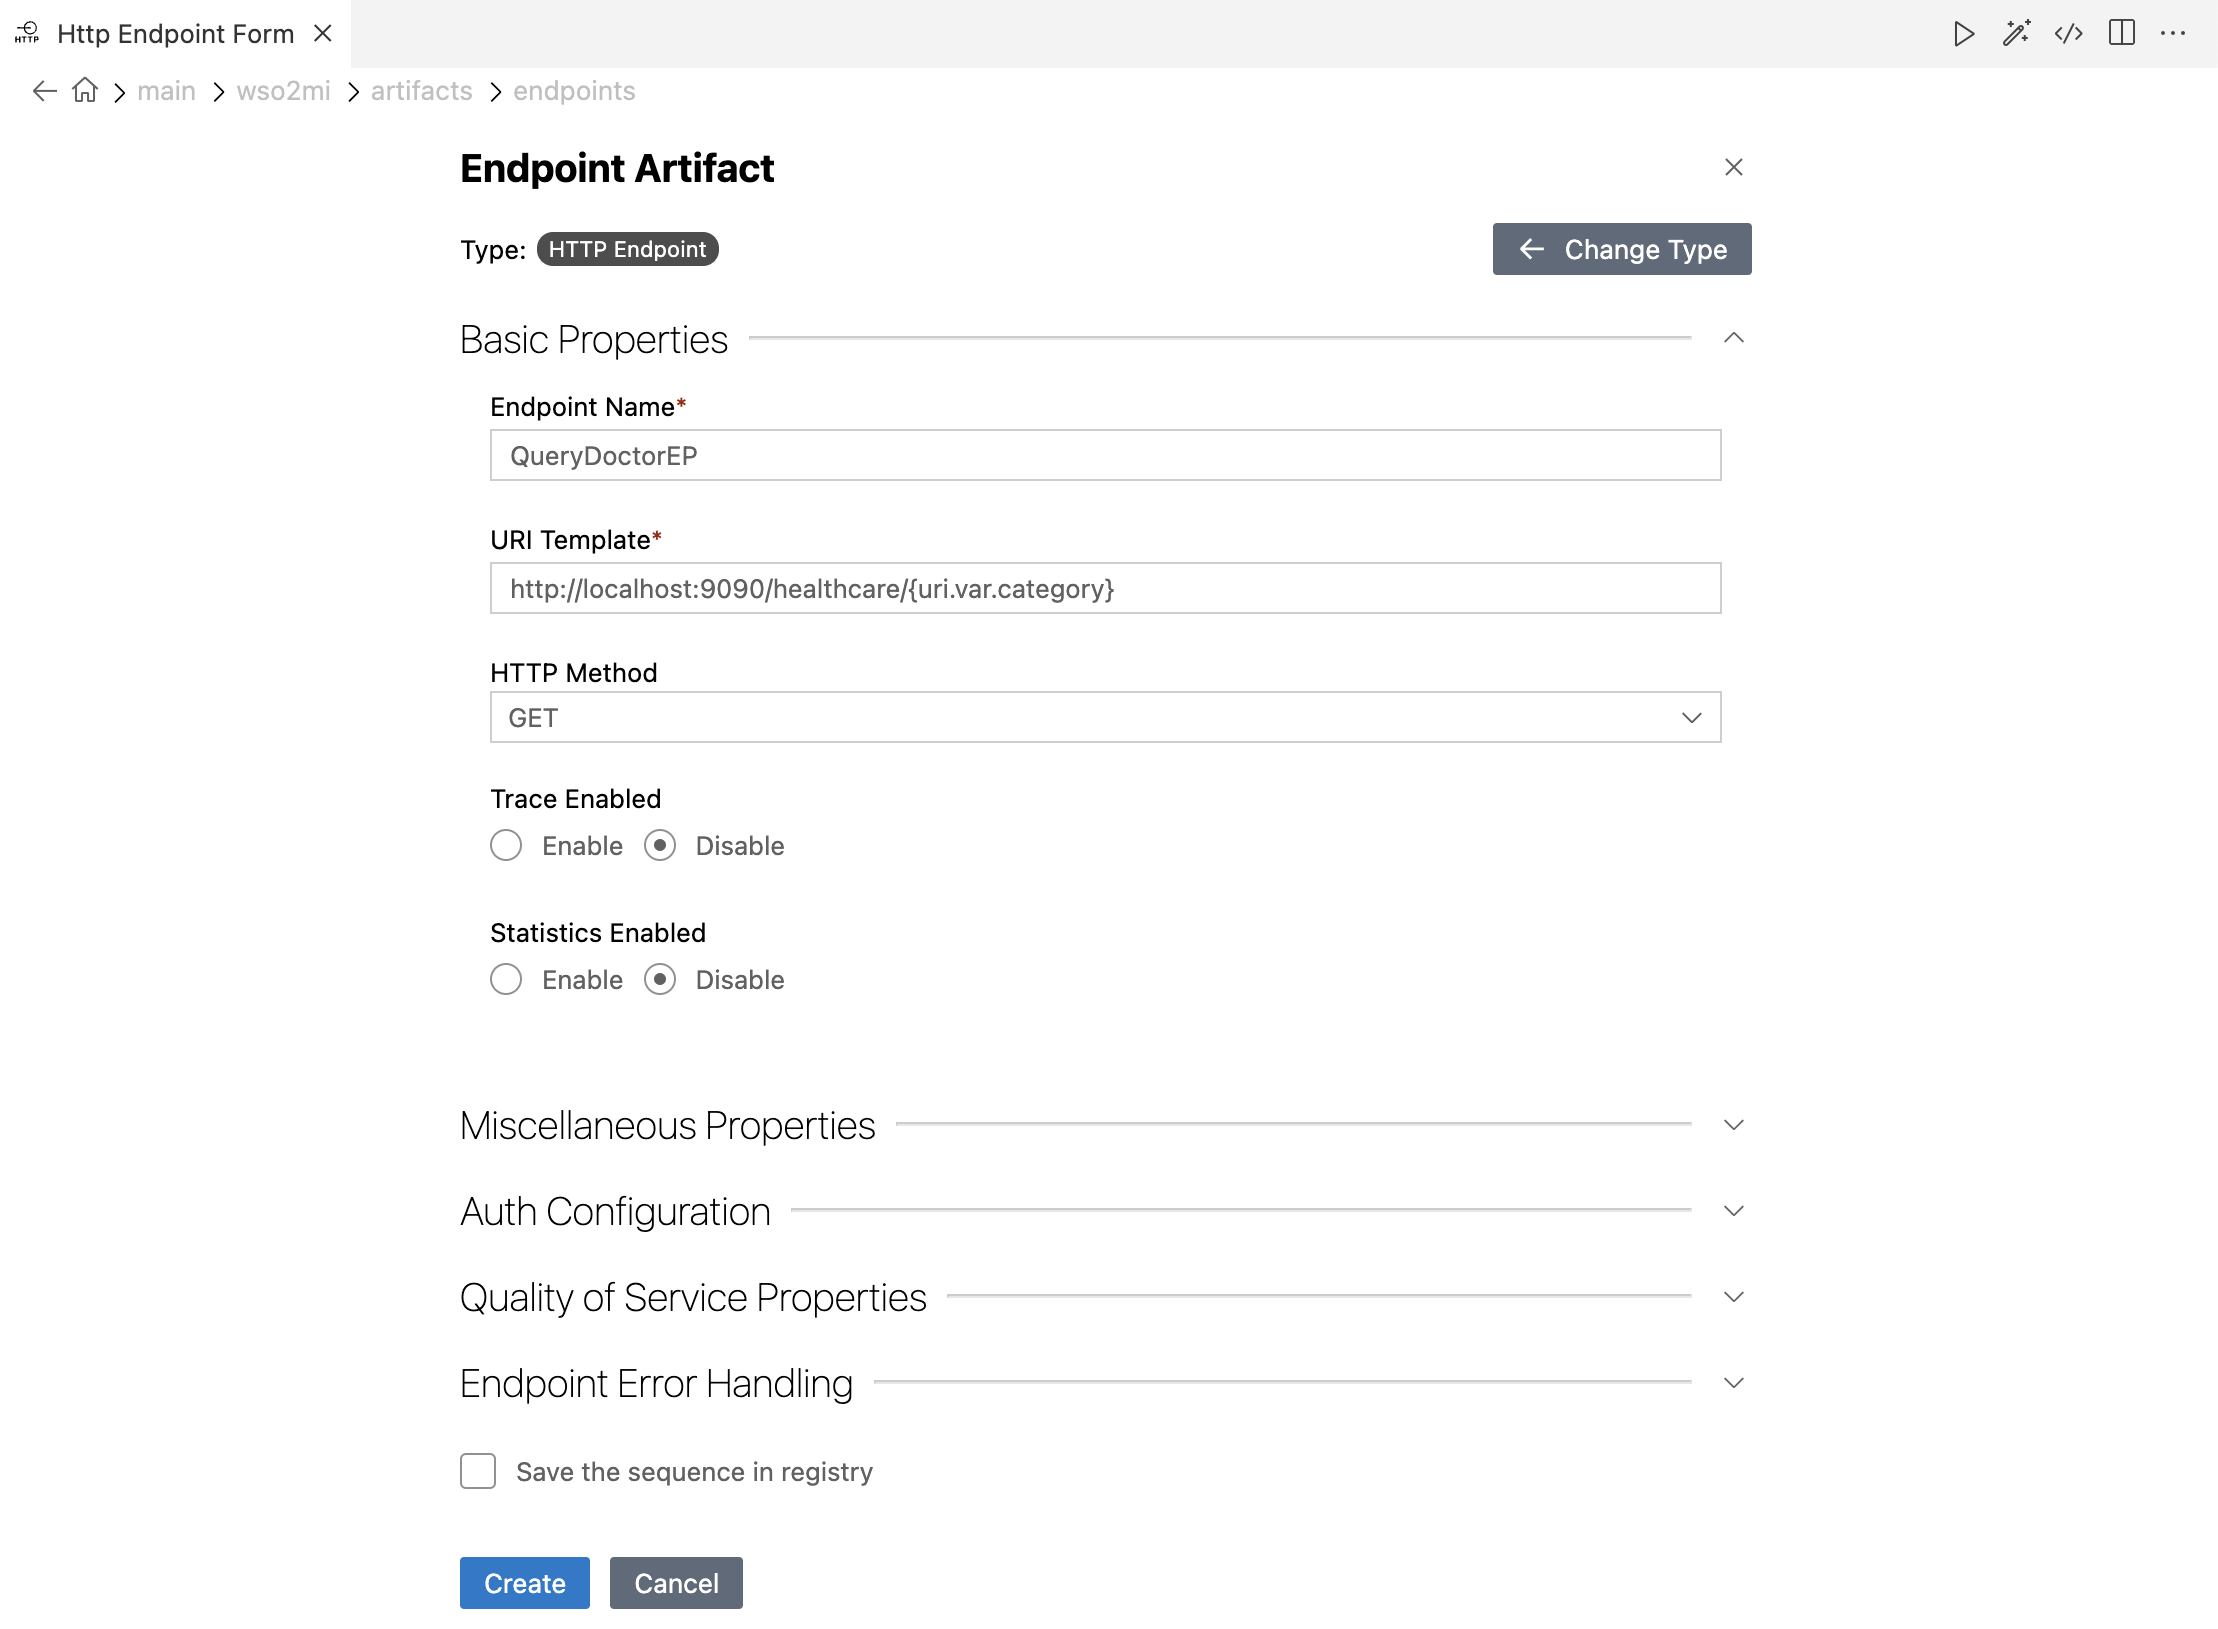 HTTP Http Endpoint Form
main wso2mi artifacts endpoints
Endpoint Artifact
Type: HTTP Endpoint
Change Type
Basic Properties
Endpoint Name*
QueryDoctorEP
URI Template*
http://localhost:9090/healthcare/{uri.var.category}
HTTP Method
GET
Trace Enabled
Enable Disable
Statistics Enabled
Enable Disable
Miscellaneous Properties
Auth Configuration
Quality of Service Properties
Endpoint Error Handling
Save the sequence in registry
Create Cancel